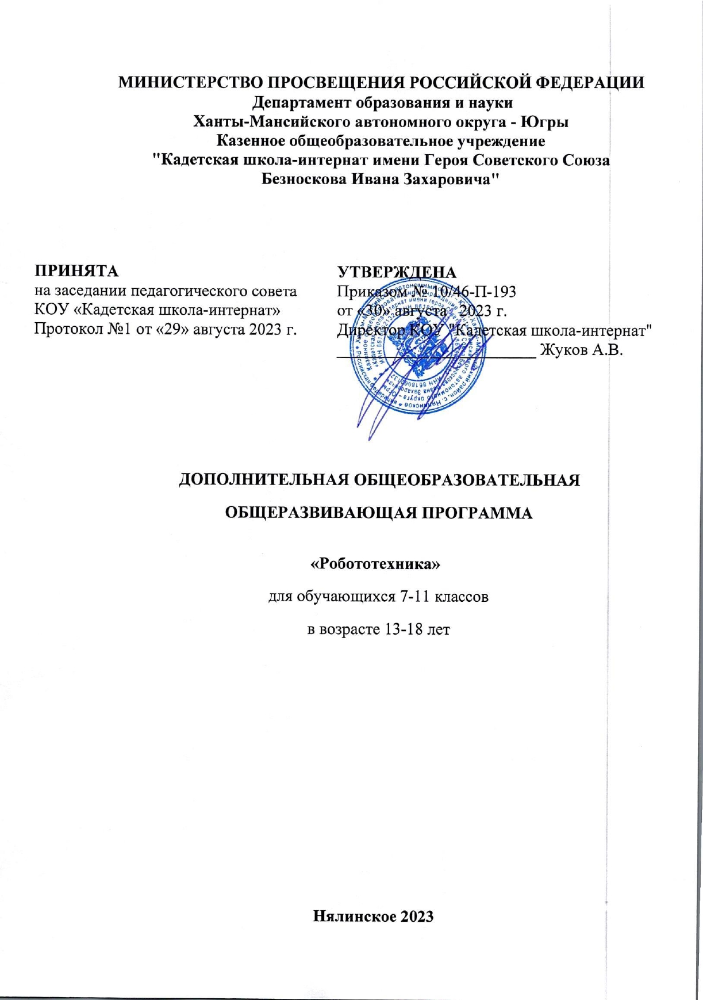 МИНИСТЕРСТВО ПРОСВЕЩЕНИЯ РОССИЙСКОЙ ФЕДЕРАЦИИ
Департамент образования и науки
Ханты-Мансийского автономного округа - Югры
Казенное общеобразовательное учреждение
"Кадетская школа-интернат имени Героя Советского Союза
Безноскова Ивана Захаровича"
ПРИНЯТА
на заседании педагогического совета
КОУ «Кадетская школа-интернат»
Протокол №1 от «29» августа 2023 г.
УТВЕРЖДЕНА
Приказом № 10/46-П-193
от «30» августа 2023 г.
Директор КОУ "Кадетская школа-интернат"
Жуков А.В.
ДОПОЛНИТЕЛЬНАЯ ОБЩЕОБРАЗОВАТЕЛЬНАЯ
ОБЩЕРАЗВИВАЮЩАЯ ПРОГРАММА
«Робототехника»
для обучающихся 7-11 классов
в возрасте 13-18 лет
Нялинское 2023